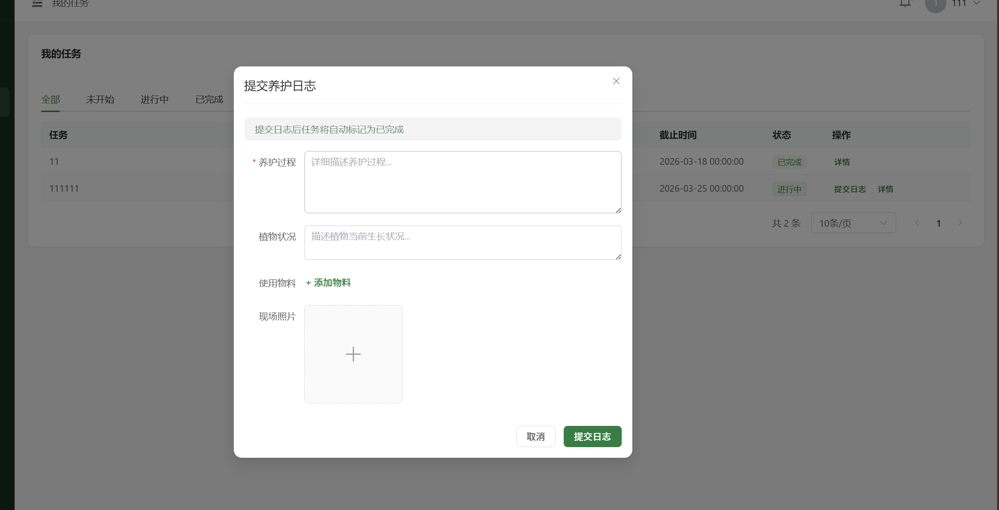 我的任务
1 111
我的任务
全部 未开始 进行中 已完成
任务 截止时间 状态 操作
11 2026-03-18 00:00:00 已完成 详情
111111 2026-03-25 00:00:00 进行中 提交日志 详情
共 2 条 10条/页 1
提交养护日志
提交日志后任务将自动标记为已完成
* 养护过程 详细描述养护过程...
植物状况 描述植物当前生长状况...
使用物料 + 添加物料
现场照片
取消 提交日志